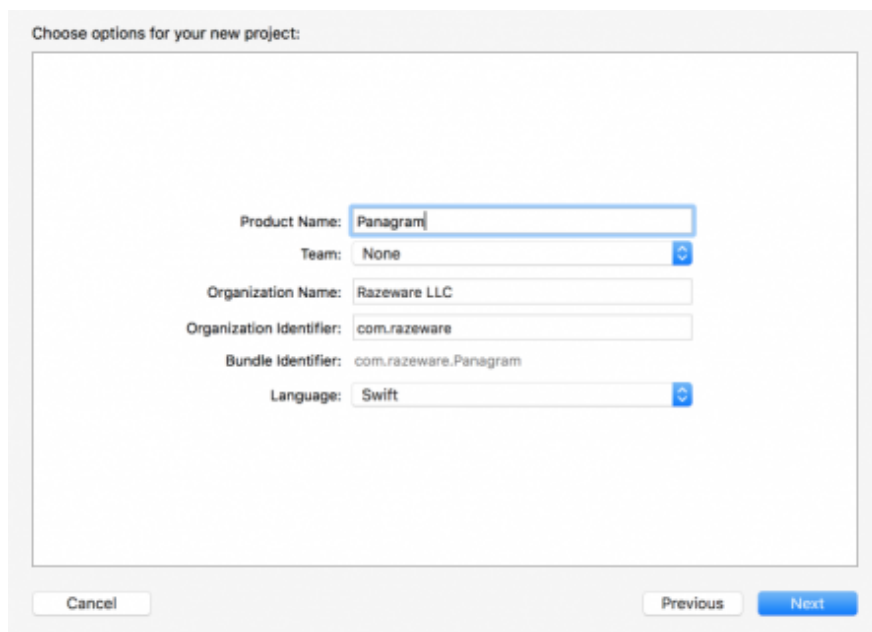 Choose options for your new project:
Product Name: Panagram
Team: None
Organization Name: Razeware LLC
Organization Identifier: com.razeware
Bundle Identifier: com.razeware.Panagram
Language: Swift
Cancel Previous Next